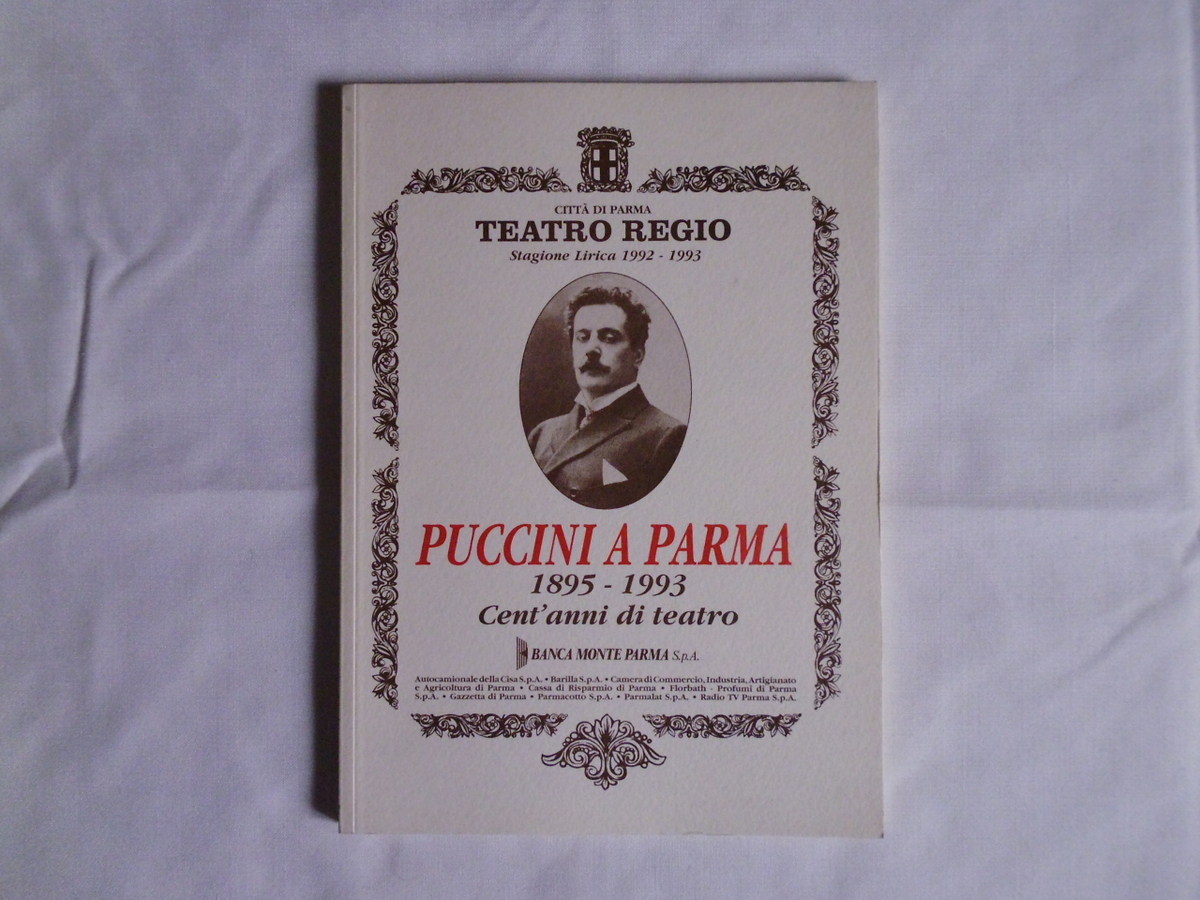 CITTÀ DI PARMA
TEATRO REGIO
Stagione Lirica 1992 - 1993
PUCCINI A PARMA
1895 - 1993
Cent'anni di teatro
BANCA MONTE PARMA S.p.A.
Autocamionale della Cisa S.p.A. • Barilla S.p.A. • Camera di Commercio, Industria, Artigianato
e Agricoltura di Parma • Cassa di Risparmio di Parma • Florbath - Profumi di Parma
S.p.A. • Gazzetta di Parma • Parmacotto S.p.A. • Parmalat S.p.A. • Radio TV Parma S.p.A.